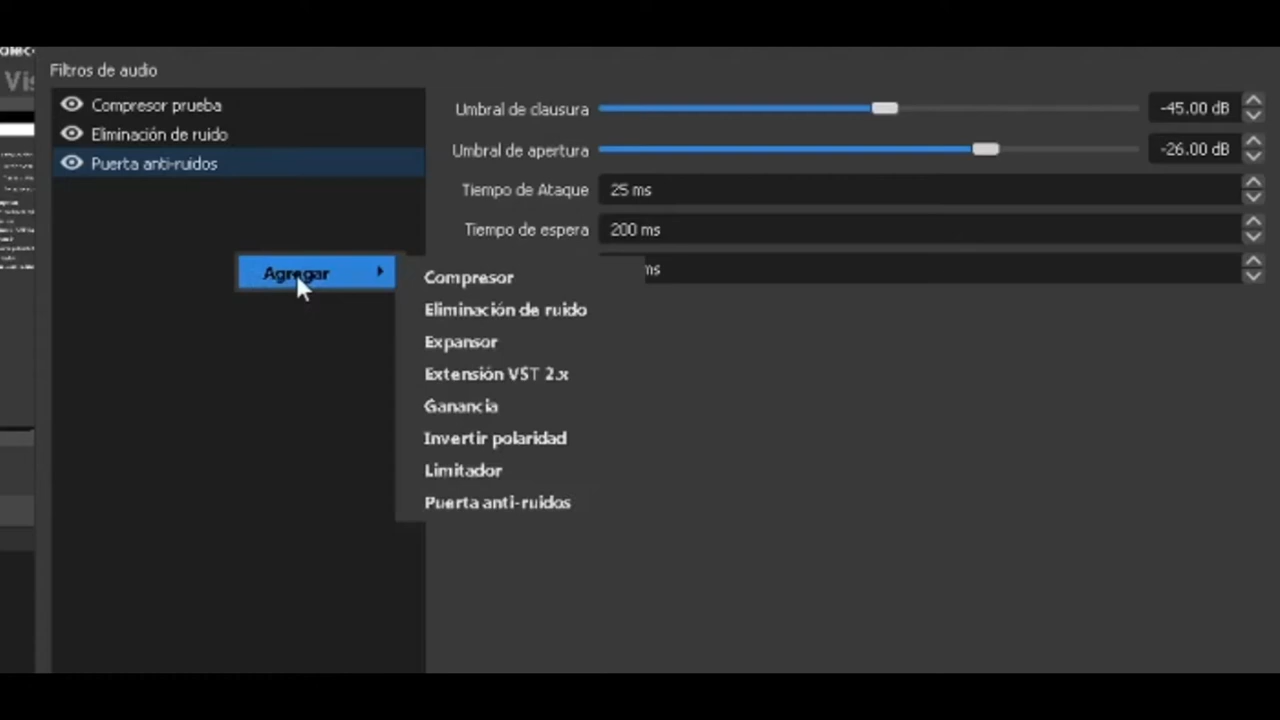 Filtros de audio
Compresor prueba
Eliminación de ruido
Puerta anti-ruidos
Umbral de clausura
-45.00 dB
Umbral de apertura
-26.00 dB
Tiempo de Ataque
25 ms
Tiempo de espera
200 ms
ms
Agregar
Compresor
Eliminación de ruido
Expansor
Extensión VST 2.x
Ganancia
Invertir polaridad
Limitador
Puerta anti-ruidos